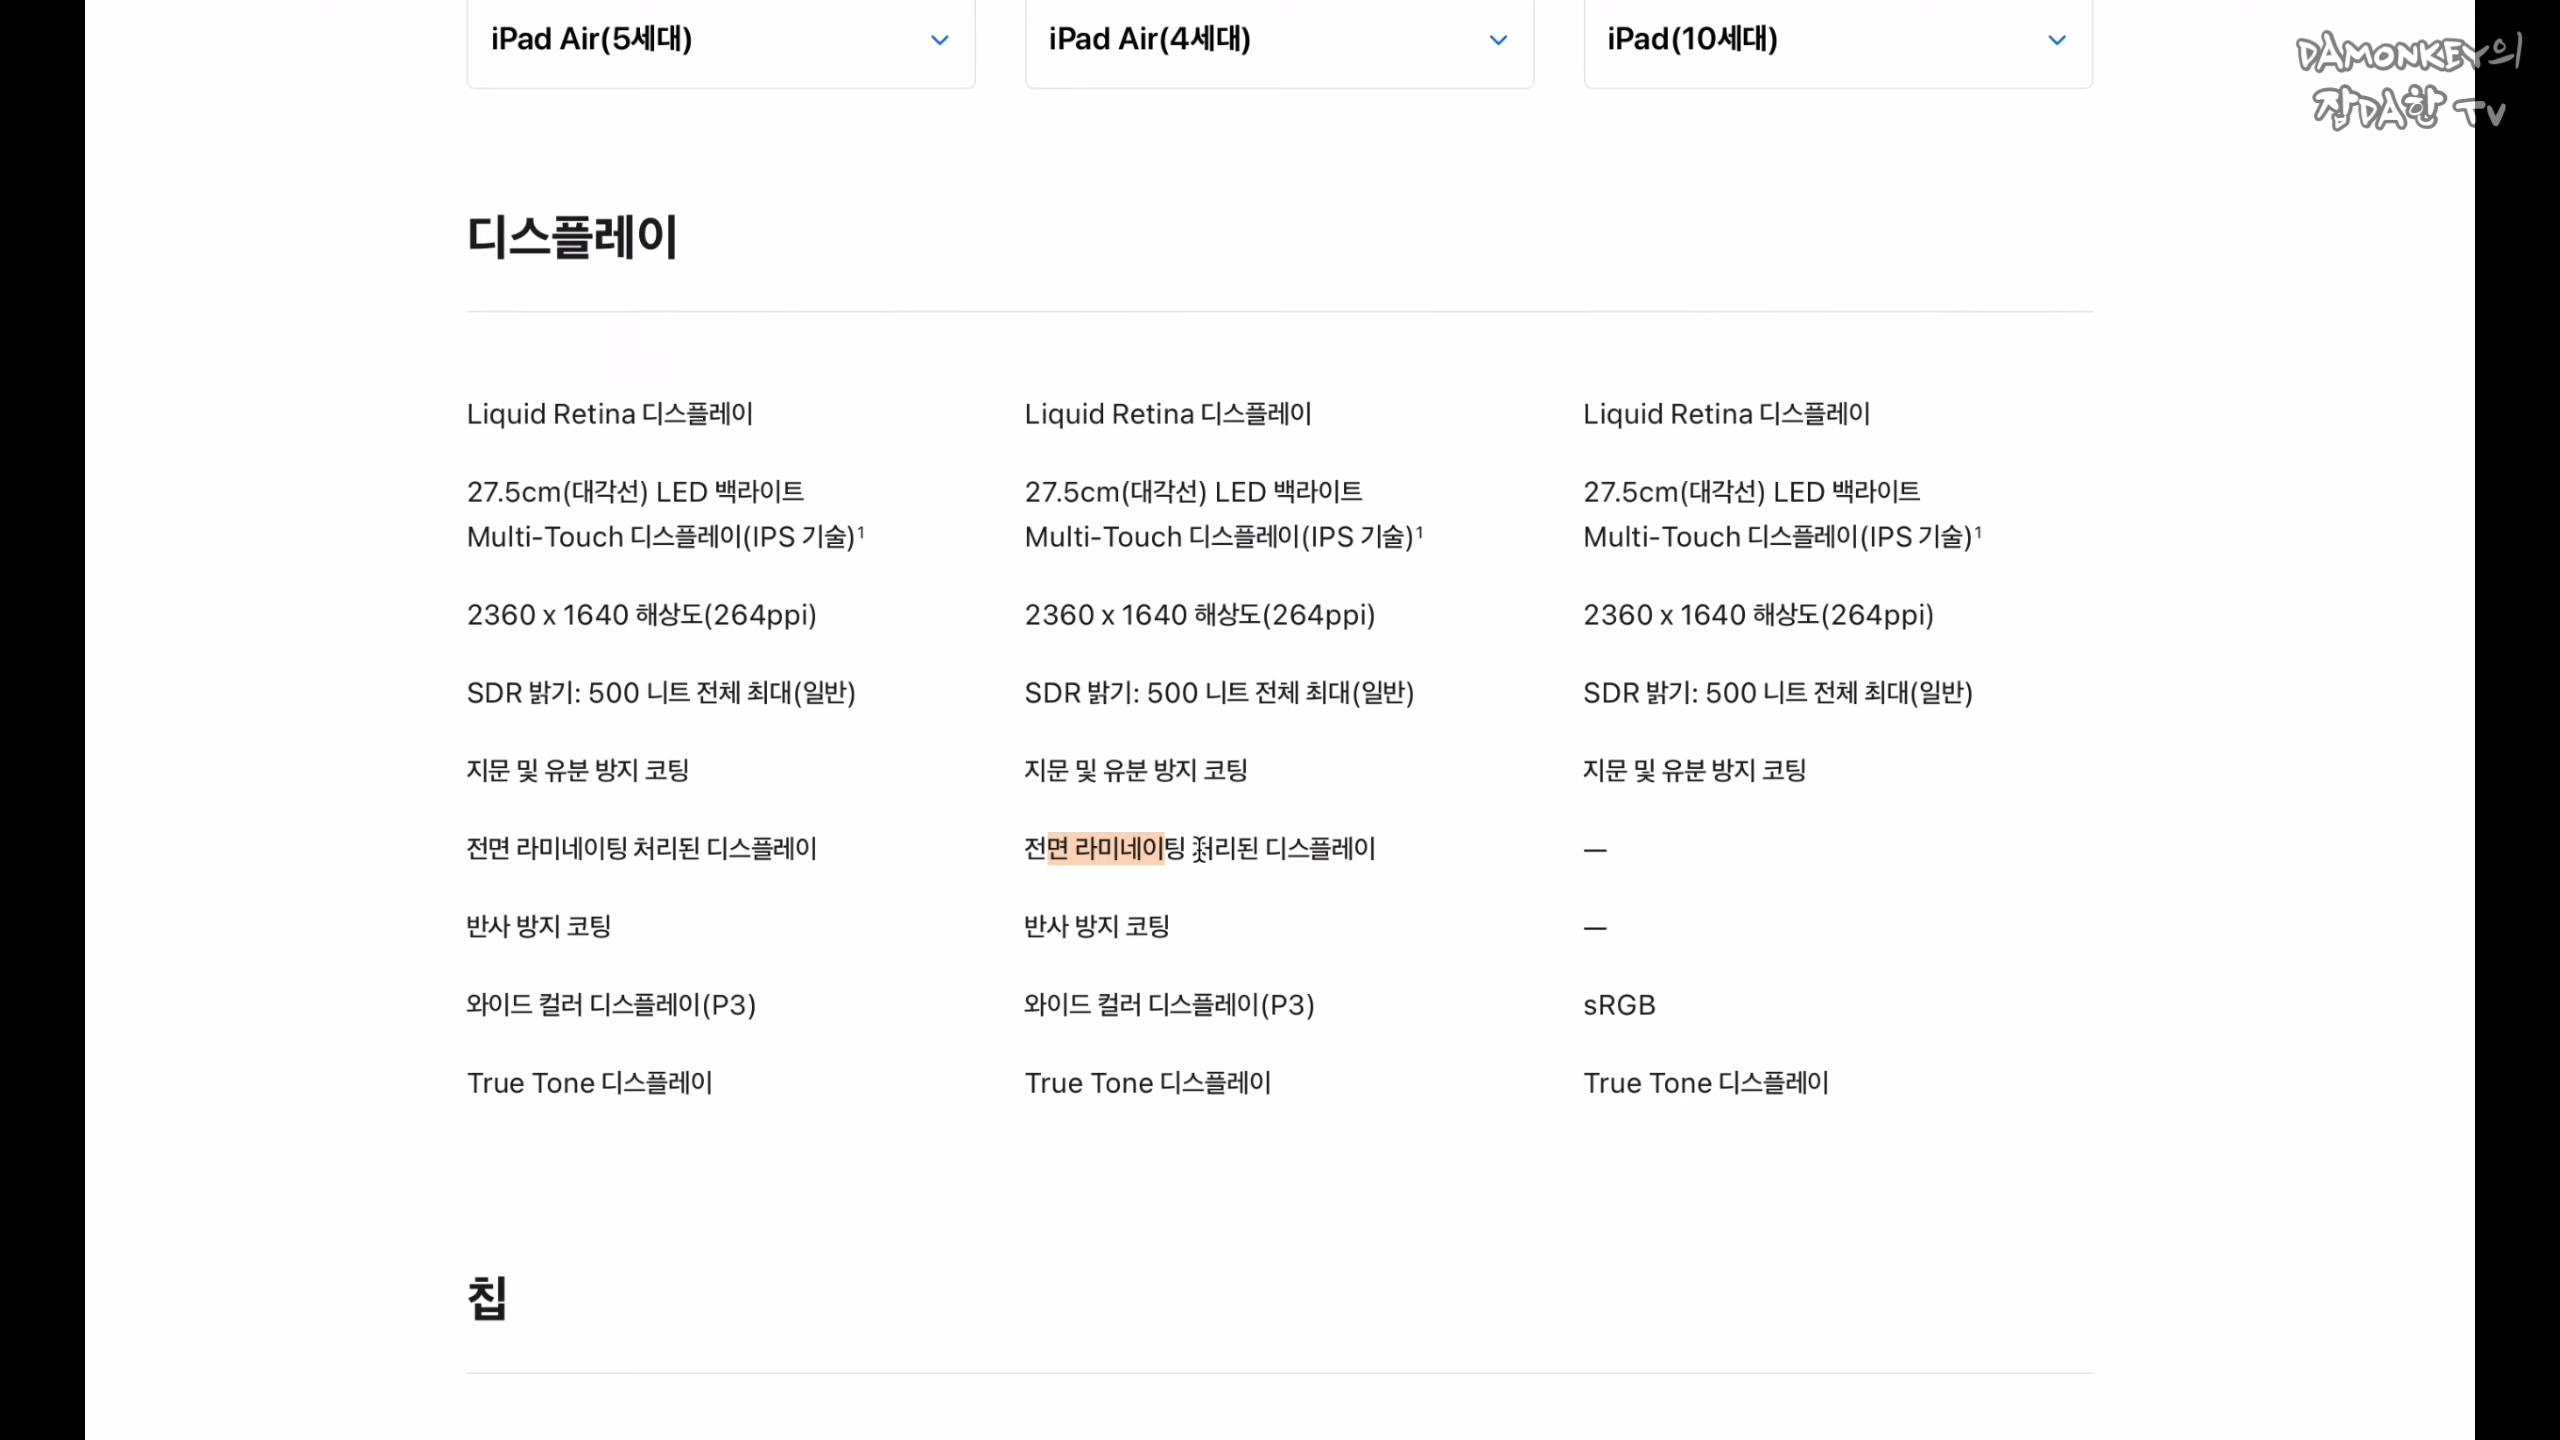 iPad Air(5세대)
iPad Air(4세대)
iPad(10세대)
DAMONKEY의
잡DA한 TV
디스플레이
Liquid Retina 디스플레이
Liquid Retina 디스플레이
Liquid Retina 디스플레이
27.5cm(대각선) LED 백라이트
Multi-Touch 디스플레이(IPS 기술)¹
27.5cm(대각선) LED 백라이트
Multi-Touch 디스플레이(IPS 기술)¹
27.5cm(대각선) LED 백라이트
Multi-Touch 디스플레이(IPS 기술)¹
2360 x 1640 해상도(264ppi)
2360 x 1640 해상도(264ppi)
2360 x 1640 해상도(264ppi)
SDR 밝기: 500 니트 전체 최대(일반)
SDR 밝기: 500 니트 전체 최대(일반)
SDR 밝기: 500 니트 전체 최대(일반)
지문 및 유분 방지 코팅
지문 및 유분 방지 코팅
지문 및 유분 방지 코팅
전면 라미네이팅 처리된 디스플레이
전면 라미네이팅 처리된 디스플레이
—
반사 방지 코팅
반사 방지 코팅
—
와이드 컬러 디스플레이(P3)
와이드 컬러 디스플레이(P3)
sRGB
True Tone 디스플레이
True Tone 디스플레이
True Tone 디스플레이
칩